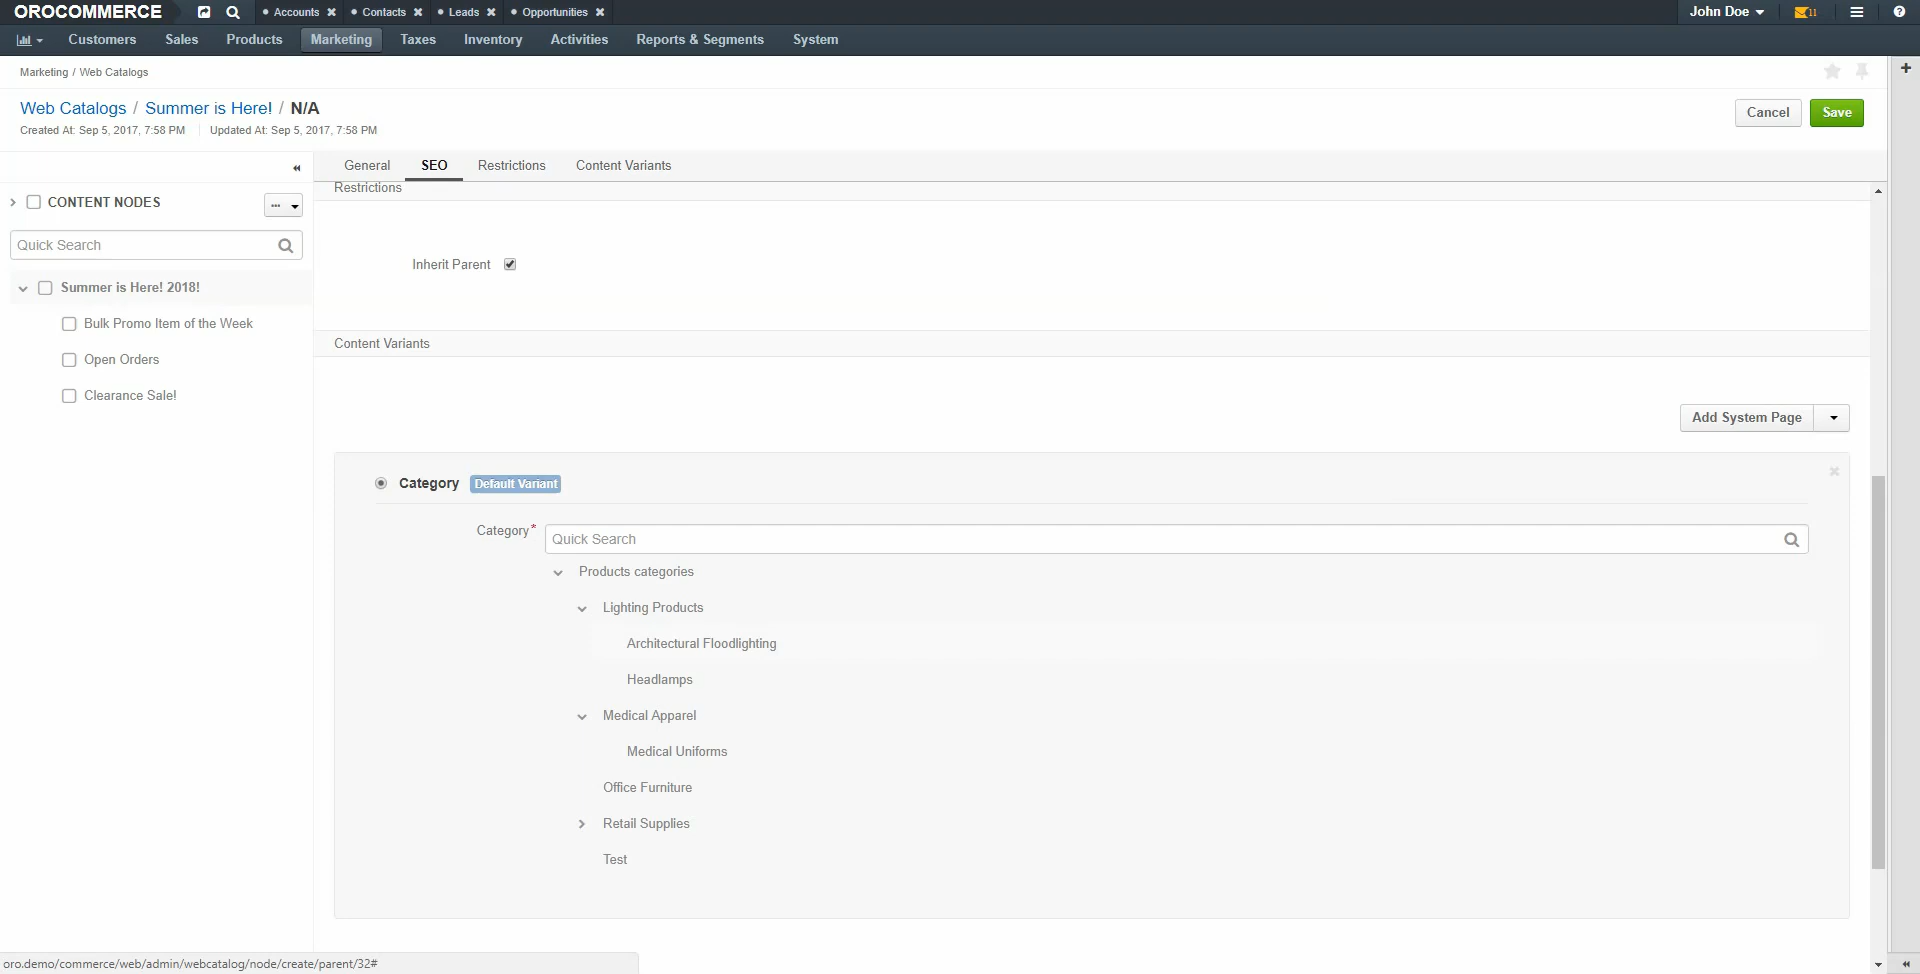 OROCOMMERCE
Accounts Contacts Leads Opportunities
John Doe 11
Customers Sales Products Marketing Taxes Inventory Activities Reports & Segments System
Marketing / Web Catalogs
Web Catalogs / Summer is Here! / N/A
Cancel Save
Created At: Sep 5, 2017, 7:58 PM Updated At: Sep 5, 2017, 7:58 PM
General SEO Restrictions Content Variants
Restrictions
CONTENT NODES
Quick Search
Inherit Parent
Summer is Here! 2018!
Bulk Promo Item of the Week
Content Variants
Open Orders
Clearance Sale!
Add System Page
Category Default Variant
Category*
Quick Search
Products categories
Lighting Products
Architectural Floodlighting
Headlamps
Medical Apparel
Medical Uniforms
Office Furniture
Retail Supplies
Test
oro.demo/commerce/web/admin/webcatalog/node/create/parent/32#